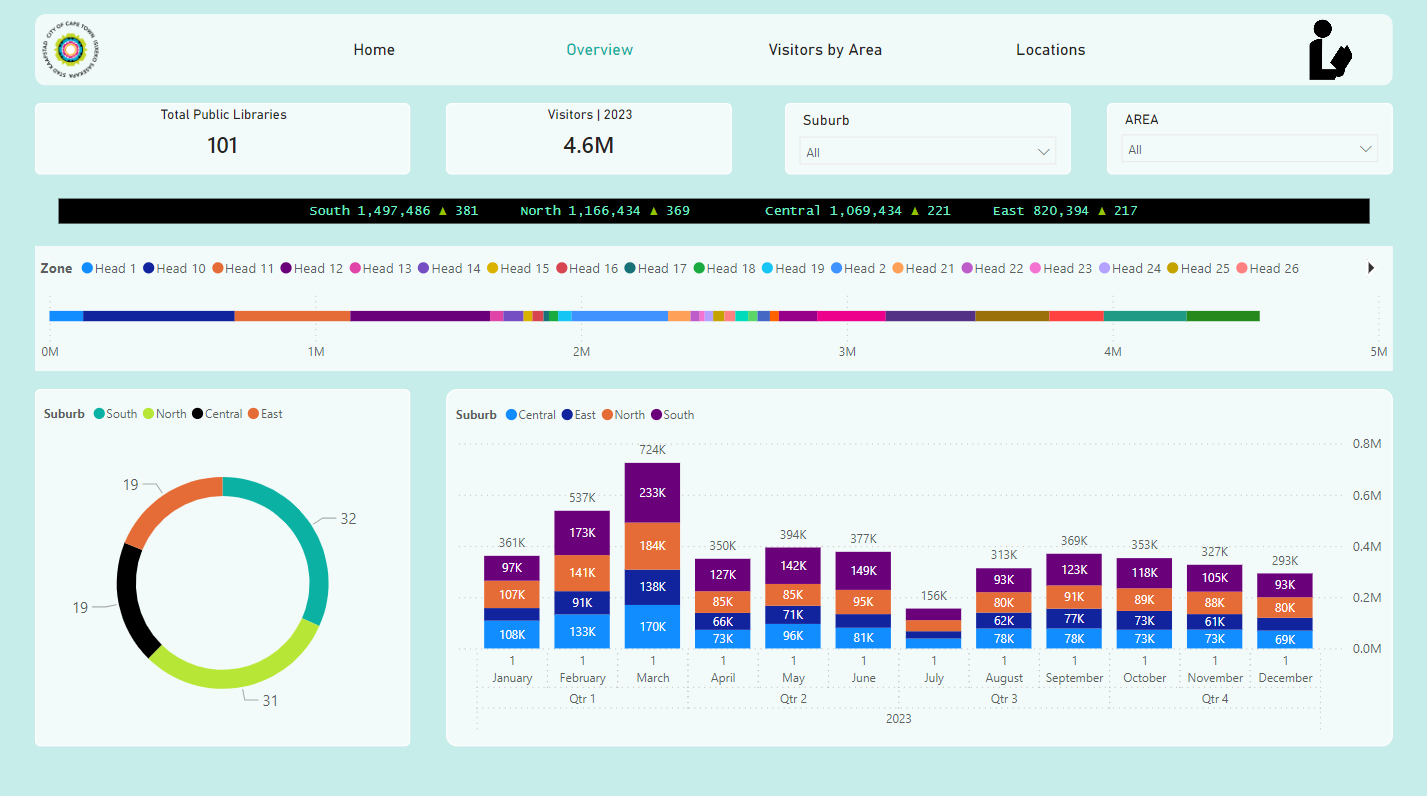 CITY OF CAPE TOWN ISIXEKO SASEKAPA STAD KAAPSTAD
Home Overview Visitors by Area Locations
Total Public Libraries
101
Visitors | 2023
4.6M
Suburb
All
AREA
All
South 1,497,486 ▲ 381 North 1,166,434 ▲ 369 Central 1,069,434 ▲ 221 East 820,394 ▲ 217
Zone Head 1 Head 10 Head 11 Head 12 Head 13 Head 14 Head 15 Head 16 Head 17 Head 18 Head 19 Head 2 Head 21 Head 22 Head 23 Head 24 Head 25 Head 26
0M 1M 2M 3M 4M 5M
Suburb South North Central East
19
32
19
31
Suburb Central East North South
0.8M
0.6M
0.4M
0.2M
0.0M
361K 537K 724K 350K 394K 377K 156K 313K 369K 353K 327K 293K
97K 173K 233K 127K 142K 149K 93K 123K 118K 105K 93K
107K 141K 184K 85K 85K 95K 80K 91K 89K 88K 80K
91K 138K 66K 71K 62K 77K 73K 61K
108K 133K 170K 73K 96K 81K 78K 78K 73K 73K 69K
1 1 1 1 1 1 1 1 1 1 1 1
January February March April May June July August September October November December
Qtr 1 Qtr 2 Qtr 3 Qtr 4
2023